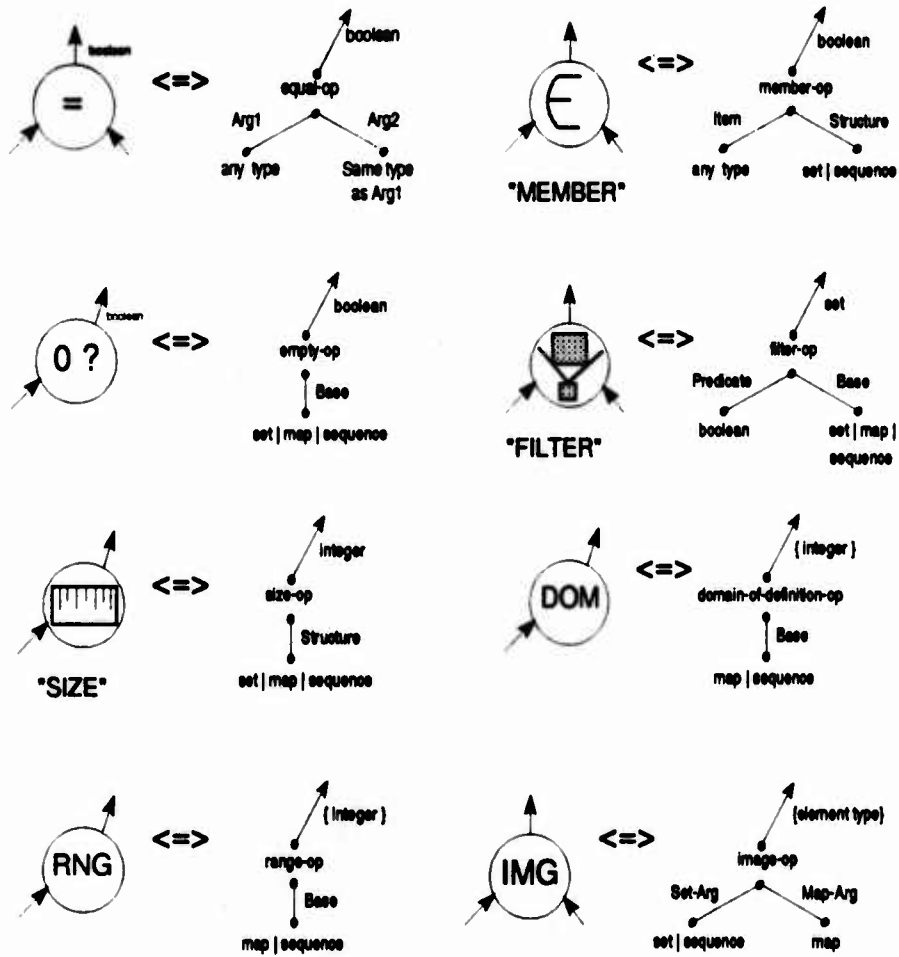 boolean
=
<=>
boolean
equal-op
Arg1
Arg2
any type
Same type
as Arg1
∈
"MEMBER"
<=>
boolean
member-op
Item
Structure
any type
set | sequence
boolean
0 ?
<=>
boolean
empty-op
Base
set | map | sequence
"FILTER"
<=>
set
filter-op
Predicate
Base
boolean
set | map |
sequence
"SIZE"
<=>
integer
size-op
Structure
set | map | sequence
DOM
<=>
{ integer }
domain-of-definition-op
Base
map | sequence
RNG
<=>
{ integer }
range-op
Base
map | sequence
IMG
<=>
{element type}
image-op
Set-Arg
Map-Arg
set | sequence
map